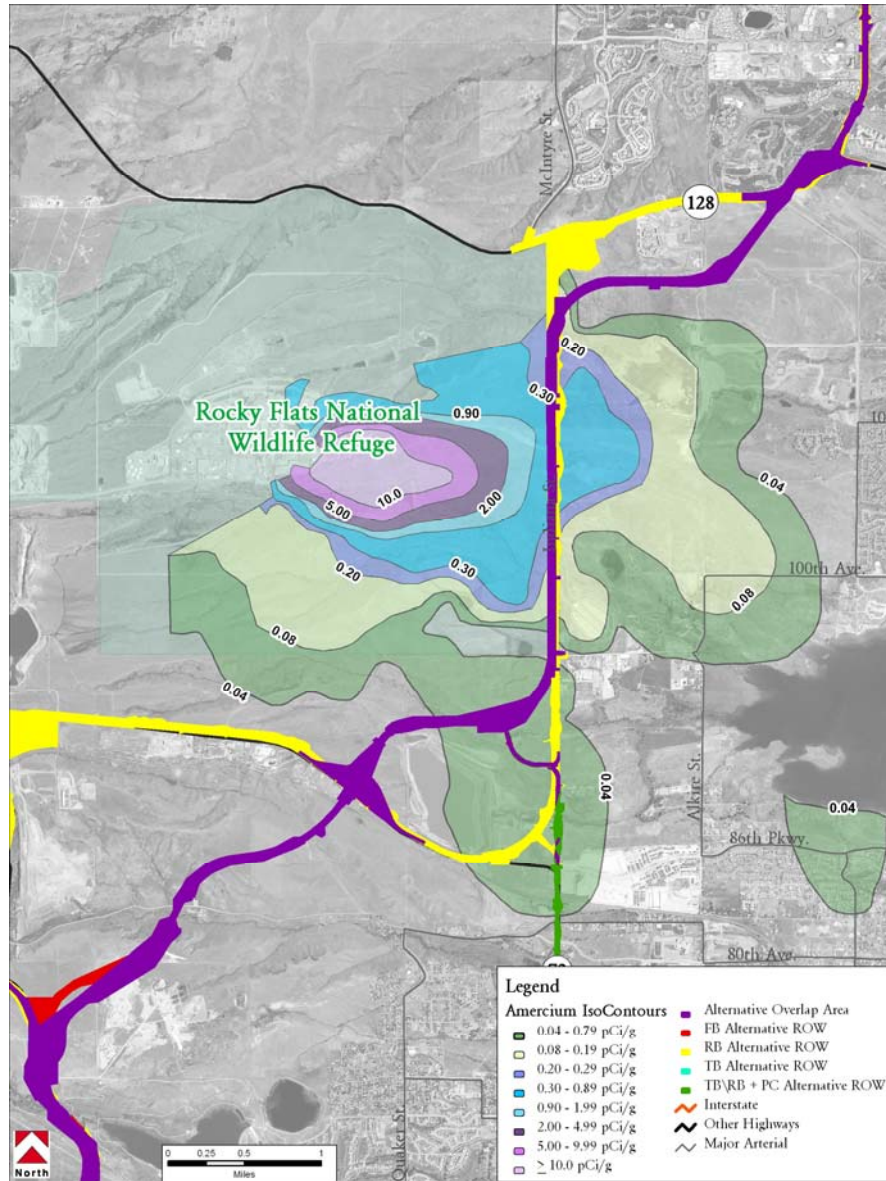 McIntyre St.
128
0.20
0.30
0.90
Rocky Flats National
Wildlife Refuge
10.0
5.00
2.00
0.04
0.30
0.20
100th Ave.
0.08
0.08
0.04
0.04
Alkire St.
0.04
86th Pkwy.
80th Ave.
Quaker St.
North
0 0.25 0.5 1
Miles
Legend
Amercium IsoContours
0.04 - 0.79 pCi/g
0.08 - 0.19 pCi/g
0.20 - 0.29 pCi/g
0.30 - 0.89 pCi/g
0.90 - 1.99 pCi/g
2.00 - 4.99 pCi/g
5.00 - 9.99 pCi/g
≥ 10.0 pCi/g
Alternative Overlap Area
FB Alternative ROW
RB Alternative ROW
TB Alternative ROW
TB\RB + PC Alternative ROW
Interstate
Other Highways
Major Arterial